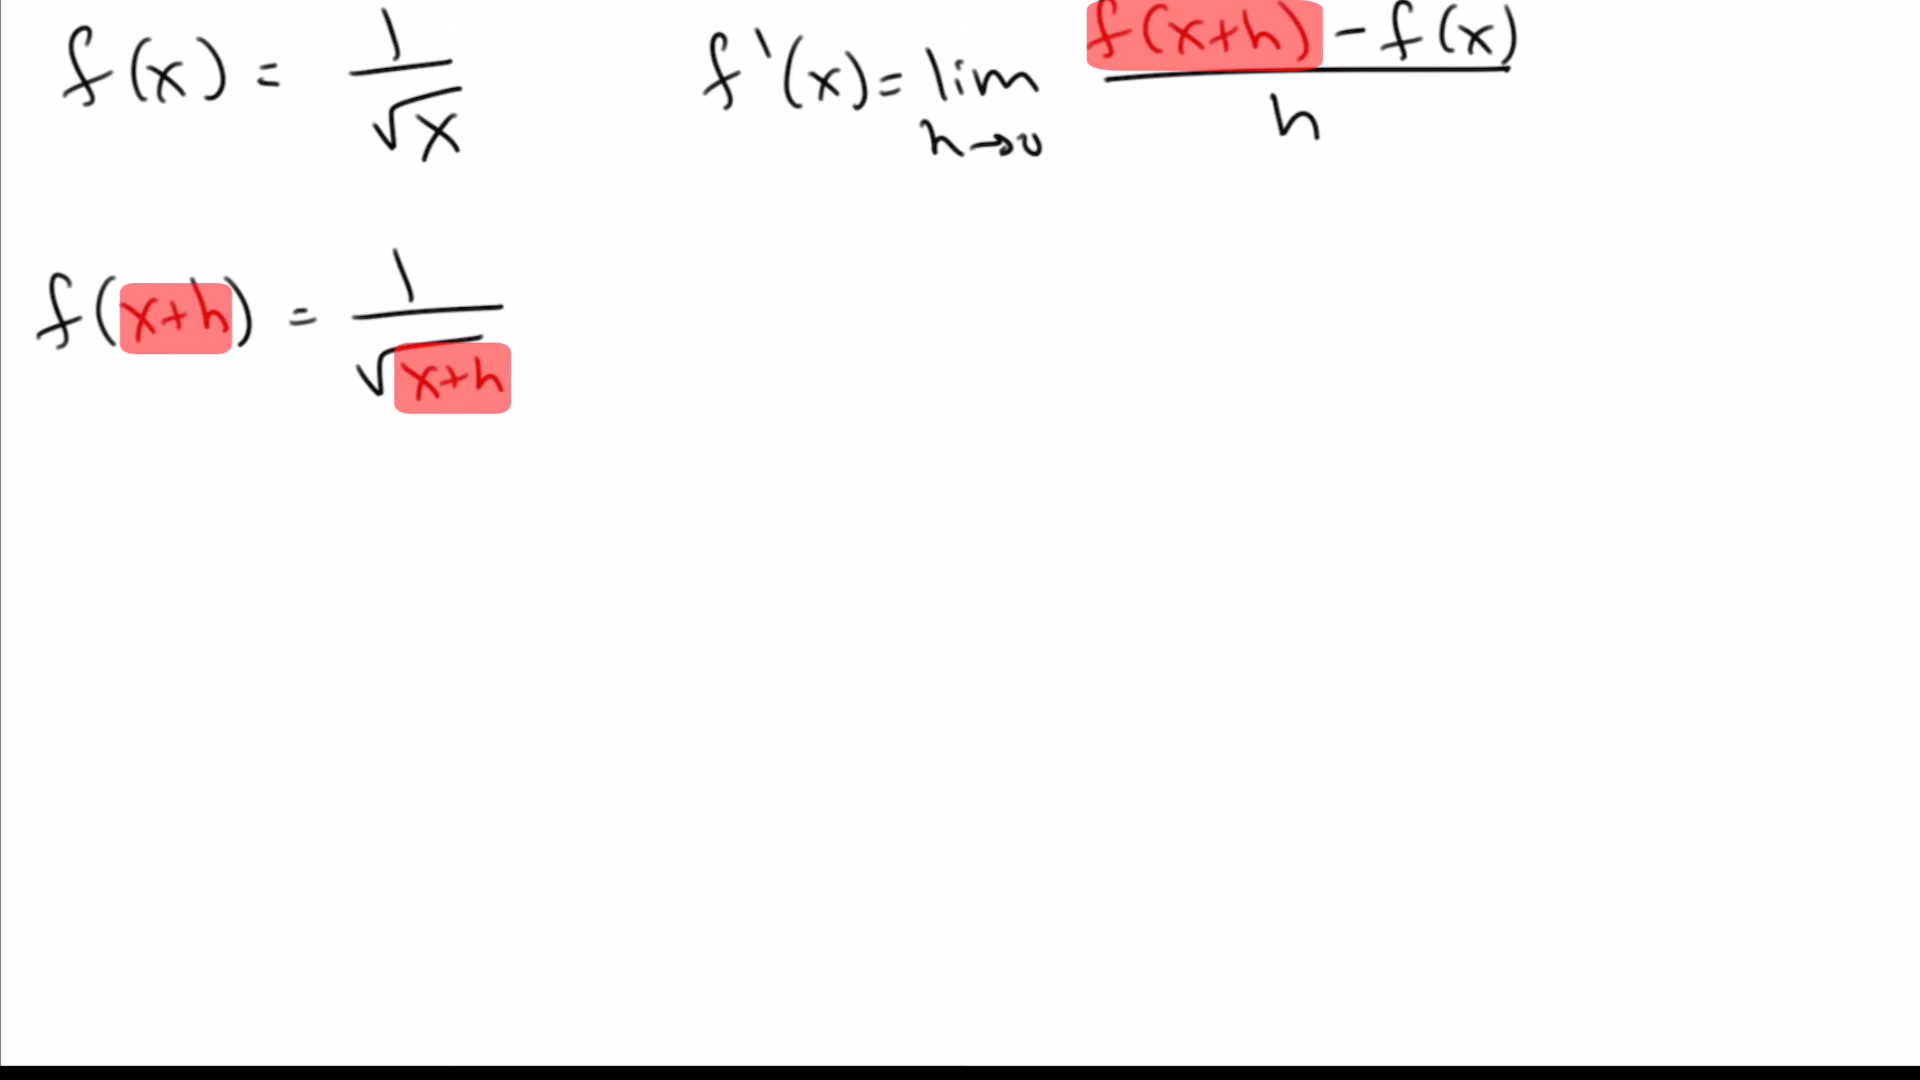 f(x) = 1/√x
f'(x) = lim h→0 (f(x+h) - f(x))/h
f(x+h) = 1/√x+h